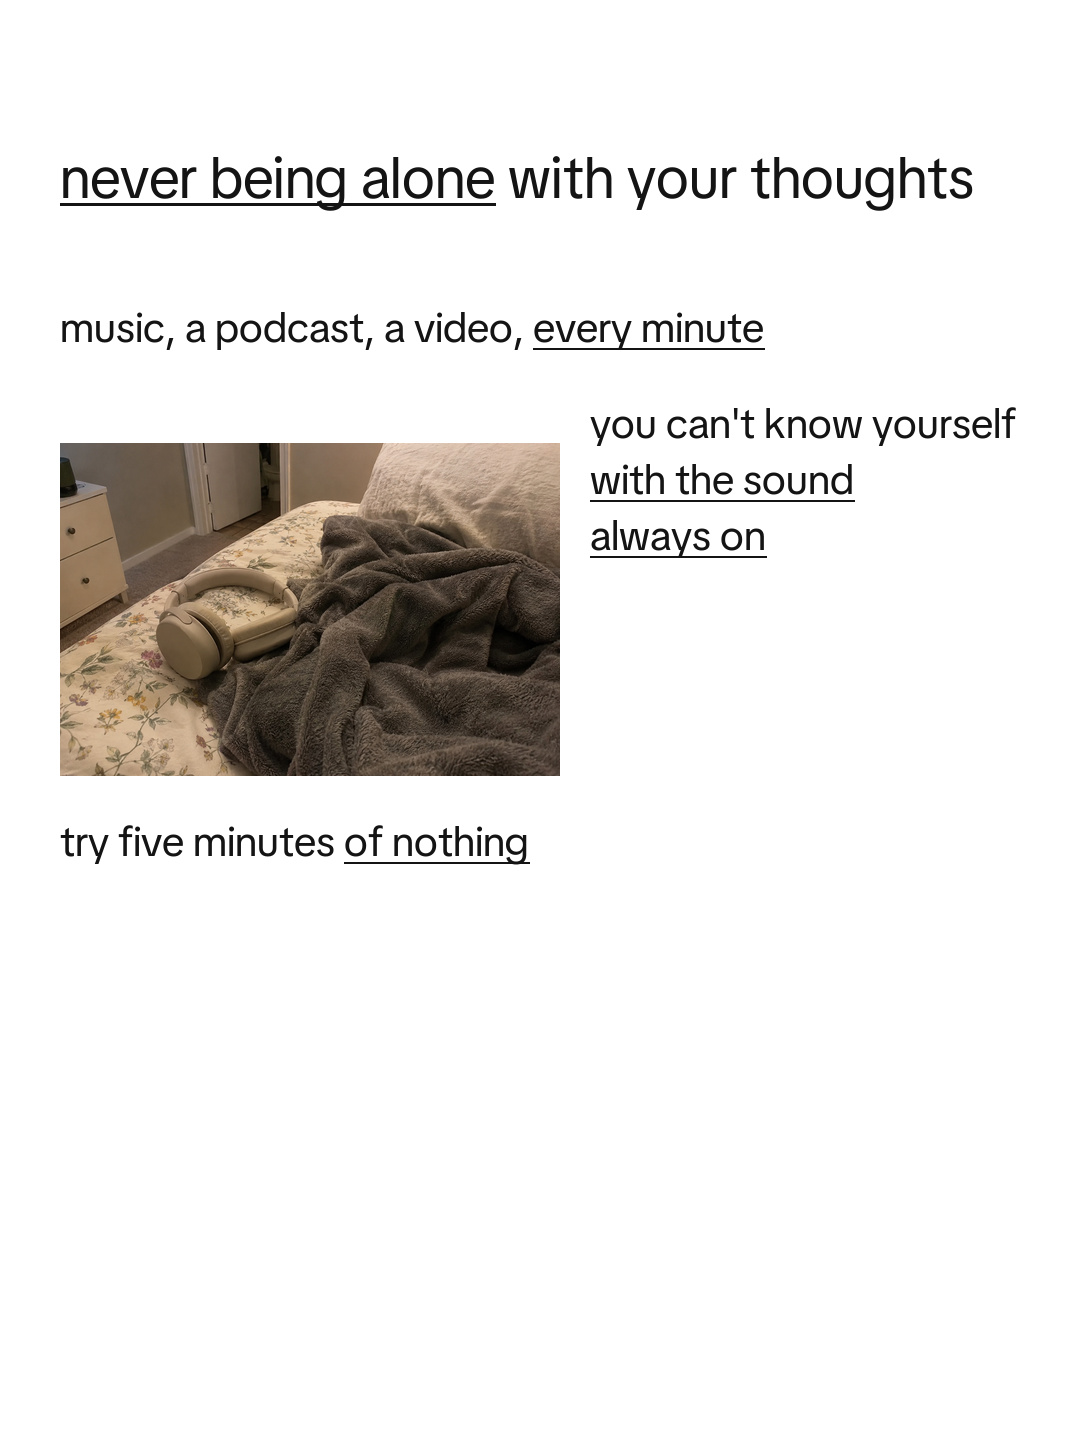 never being alone with your thoughts
music, a podcast, a video, every minute
you can't know yourself
with the sound
always on
try five minutes of nothing